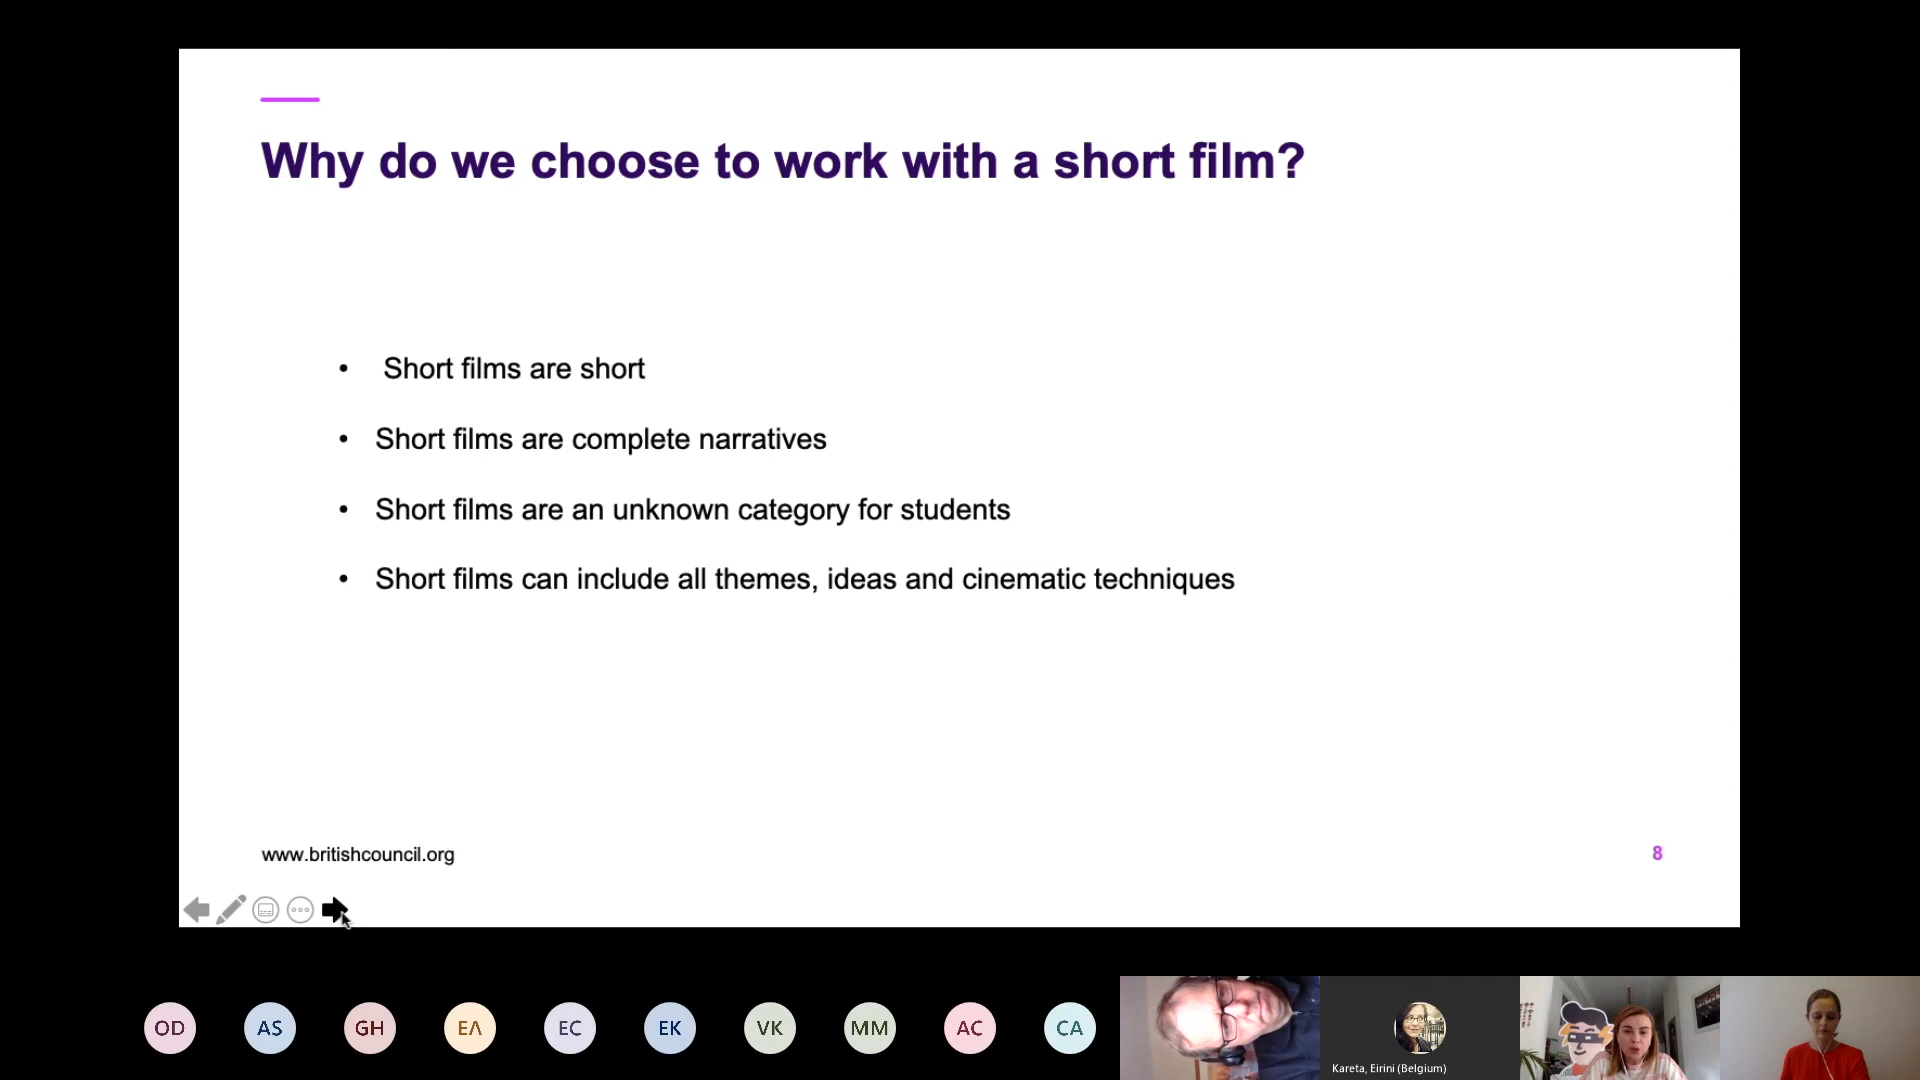 Why do we choose to work with a short film?
• Short films are short
• Short films are complete narratives
• Short films are an unknown category for students
• Short films can include all themes, ideas and cinematic techniques
www.britishcouncil.org
8
OD AS GH ΕΛ EC EK VK MM AC CA
Kareta, Eirini (Belgium)